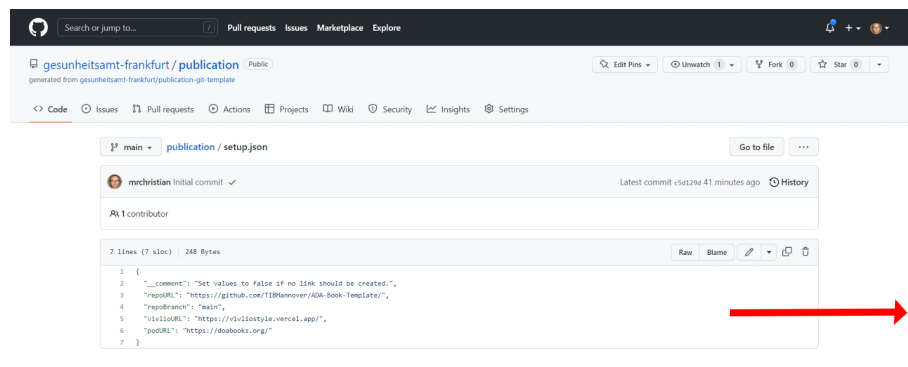 Search or jump to... / Pull requests Issues Marketplace Explore
gesunheitsamt-frankfurt / publication Public
Edit Pins Unwatch 1 Fork 0 Star 0
generated from gesunheitsamt-frankfurt/publication-git-template
<> Code Issues Pull requests Actions Projects Wiki Security Insights Settings
main publication / setup.json Go to file ...
mrchristian Initial commit Latest commit c5d129d 41 minutes ago History
1 contributor
7 lines (7 sloc) 248 Bytes Raw Blame
1 {
2 "__comment": "Set values to false if no link should be created.",
3 "repoURL": "https://github.com/TIBHannover/ADA-Book-Template/",
4 "repoBranch": "main",
5 "vivlioURL": "https://vivliostyle.vercel.app/",
6 "podURL": "https://doabooks.org/"
7 }